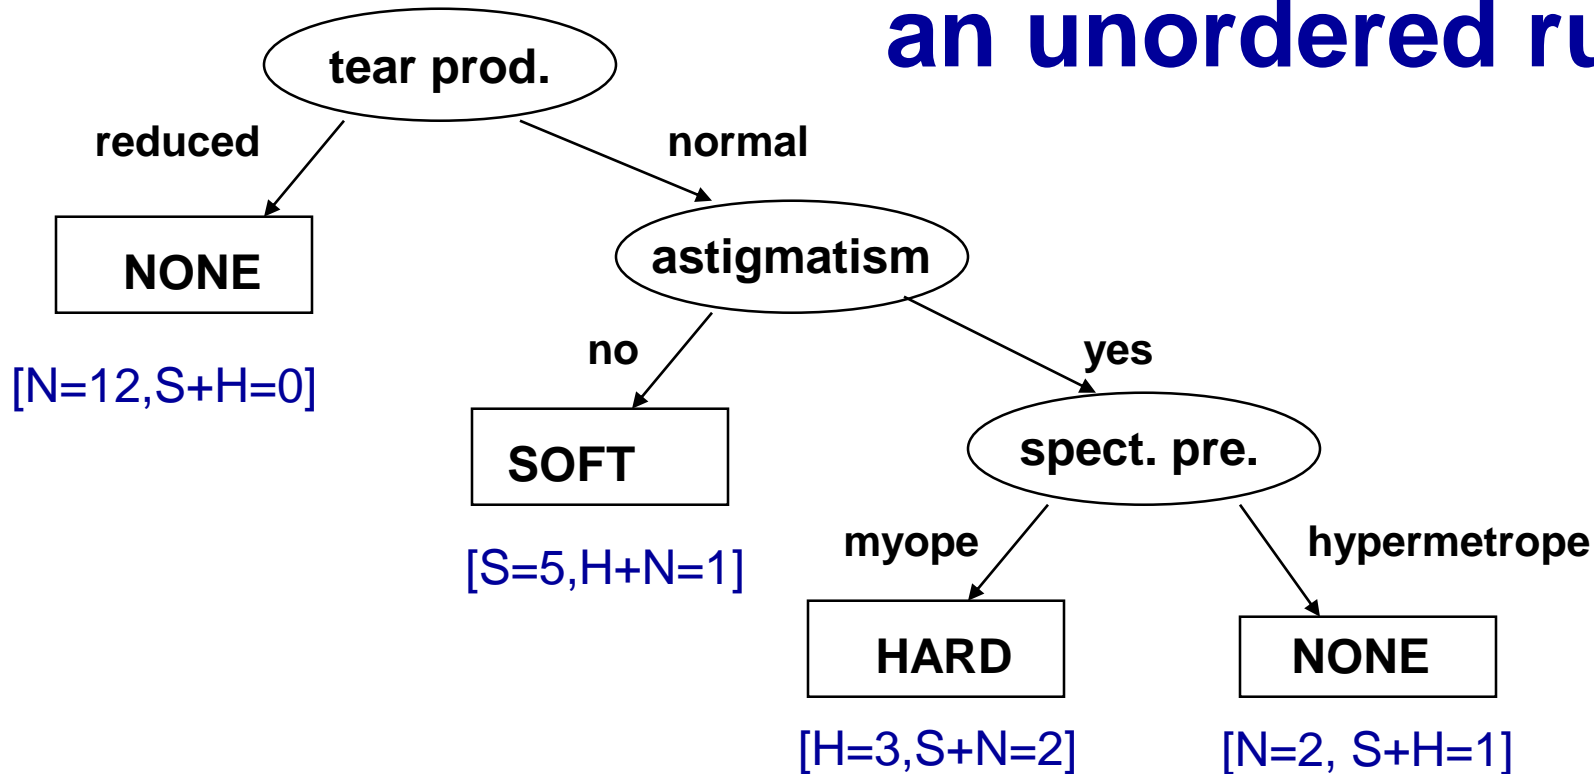 an unordered ru
tear prod.
reduced
normal
NONE
astigmatism
[N=12,S+H=0]
no
yes
SOFT
spect. pre.
[S=5,H+N=1]
myope
hypermetrope
HARD
NONE
[H=3,S+N=2]
[N=2, S+H=1]